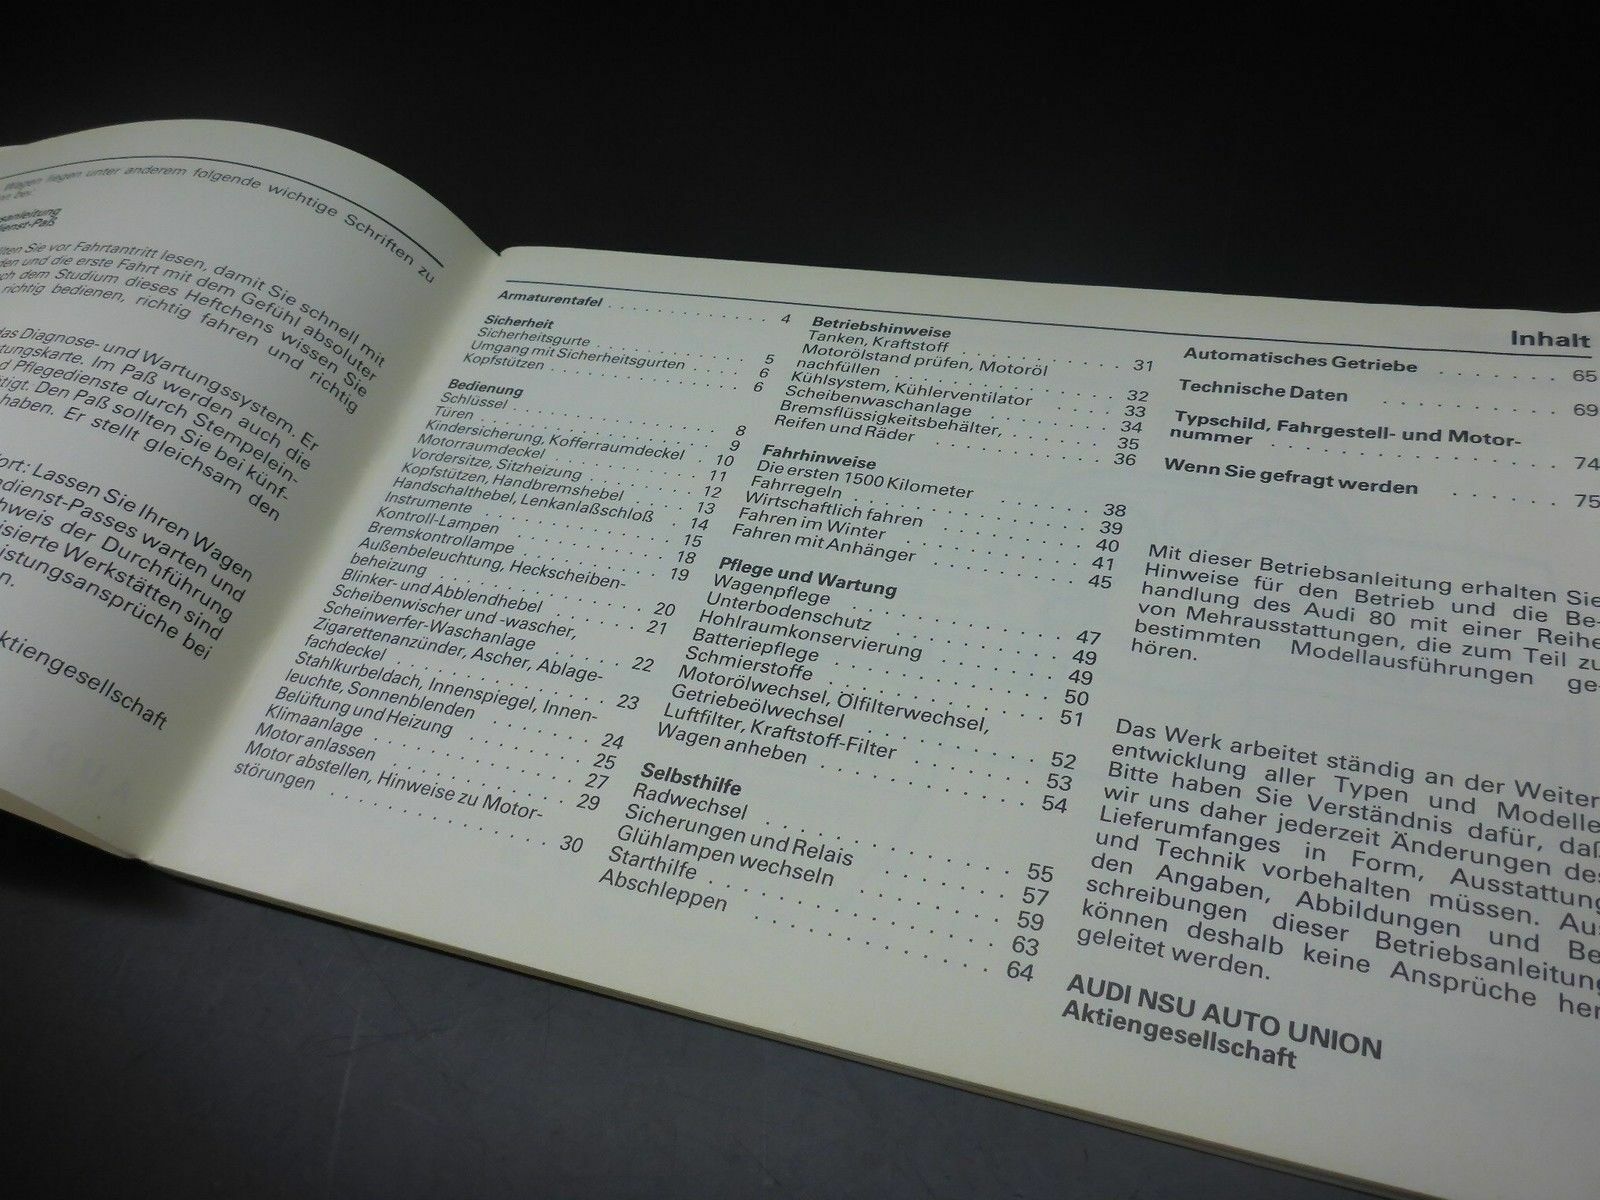 Wagen liegen unter anderem folgende wichtige Schriften zu
bei:
sanleitung
dienst-Paß
lten Sie vor Fahrtantritt lesen, damit Sie schnell mit
den und die erste Fahrt mit dem Gefühl absoluter
ch dem Studium dieses Heftchens wissen Sie
richtig bedienen, richtig fahren und richtig
das Diagnose- und Wartungssystem. Er
tungskarte. Im Paß werden auch die
d Pflegedienste durch Stempelein-
tigt. Den Paß sollten Sie bei künf-
haben. Er stellt gleichsam den
ort: Lassen Sie Ihren Wagen
ndienst-Passes warten und
hweis der Durchführung
isierte Werkstätten sind
istungsansprüche bei
n.
ktiengesellschaft
Inhalt
Armaturentafel . . . . . . . . . . . . 4
Sicherheit
Sicherheitsgurte . . . . . . . . . . . . 5
Umgang mit Sicherheitsgurten . . . . 6
Kopfstützen . . . . . . . . . . . . 6
Bedienung
Schlüssel . . . . . . . . . . . . 8
Türen . . . . . . . . . . . . 9
Kindersicherung, Kofferraumdeckel . 10
Motorraumdeckel . . . . . . . . . . 11
Vordersitze, Sitzheizung . . . . . . . 12
Kopfstützen, Handbremshebel . . . . 13
Handschalthebel, Lenkanlaßschloß . 14
Instrumente . . . . . . . . . . . . 15
Kontroll-Lampen . . . . . . . . . . 18
Bremskontrollampe . . . . . . . . . . 19
Außenbeleuchtung, Heckscheiben-
beheizung . . . . . . . . . . . . 20
Blinker- und Abblendhebel . . . . . . 21
Scheibenwischer und -wascher,
Scheinwerfer-Waschanlage . . . . . . 22
Zigarettenanzünder, Ascher, Ablage-
fachdeckel . . . . . . . . . . . . 23
Stahlkurbeldach, Innenspiegel, Innen-
leuchte, Sonnenblenden . . . . . . . 24
Belüftung und Heizung . . . . . . . . 25
Klimaanlage . . . . . . . . . . . . 27
Motor anlassen . . . . . . . . . . . . 29
Motor abstellen, Hinweise zu Motor-
störungen . . . . . . . . . . . . 30
Betriebshinweise
Tanken, Kraftstoff . . . . . . . . . . 31
Motorölstand prüfen, Motoröl
nachfüllen . . . . . . . . . . . . 32
Kühlsystem, Kühlerventilator . . . . 33
Scheibenwaschanlage . . . . . . . . 34
Bremsflüssigkeitsbehälter, . . . . . . 35
Reifen und Räder . . . . . . . . . . 36
Fahrhinweise
Die ersten 1500 Kilometer . . . . . . 38
Fahrregeln . . . . . . . . . . . . 39
Wirtschaftlich fahren . . . . . . . . 40
Fahren im Winter . . . . . . . . . . 41
Fahren mit Anhänger . . . . . . . . 45
Pflege und Wartung
Wagenpflege . . . . . . . . . . . . 47
Unterbodenschutz . . . . . . . . . . 49
Hohlraumkonservierung . . . . . . . 49
Batteriepflege . . . . . . . . . . . . 50
Schmierstoffe . . . . . . . . . . . . 51
Motorölwechsel, Ölfilterwechsel,
Getriebeölwechsel . . . . . . . . . . 52
Luftfilter, Kraftstoff-Filter . . . . . . 53
Wagen anheben . . . . . . . . . . . . 54
Selbsthilfe
Radwechsel . . . . . . . . . . . . 55
Sicherungen und Relais . . . . . . . . 57
Glühlampen wechseln . . . . . . . . 59
Starthilfe . . . . . . . . . . . . 63
Abschleppen . . . . . . . . . . . . 64
Automatisches Getriebe . . . . . . . 65
Technische Daten . . . . . . . . . . 69
Typschild, Fahrgestell- und Motor-
nummer . . . . . . . . . . . . 74
Wenn Sie gefragt werden . . . . . . 75
Mit dieser Betriebsanleitung erhalten Sie
Hinweise für den Betrieb und die Be-
handlung des Audi 80 mit einer Reihe
von Mehrausstattungen, die zum Teil zu
bestimmten Modellausführungen ge-
hören.
Das Werk arbeitet ständig an der Weiter
entwicklung aller Typen und Modelle
Bitte haben Sie Verständnis dafür, daß
wir uns daher jederzeit Änderungen des
Lieferumfanges in Form, Ausstattung
und Technik vorbehalten müssen. Aus
den Angaben, Abbildungen und Be
schreibungen dieser Betriebsanleitung
können deshalb keine Ansprüche her
geleitet werden.
AUDI NSU AUTO UNION
Aktiengesellschaft